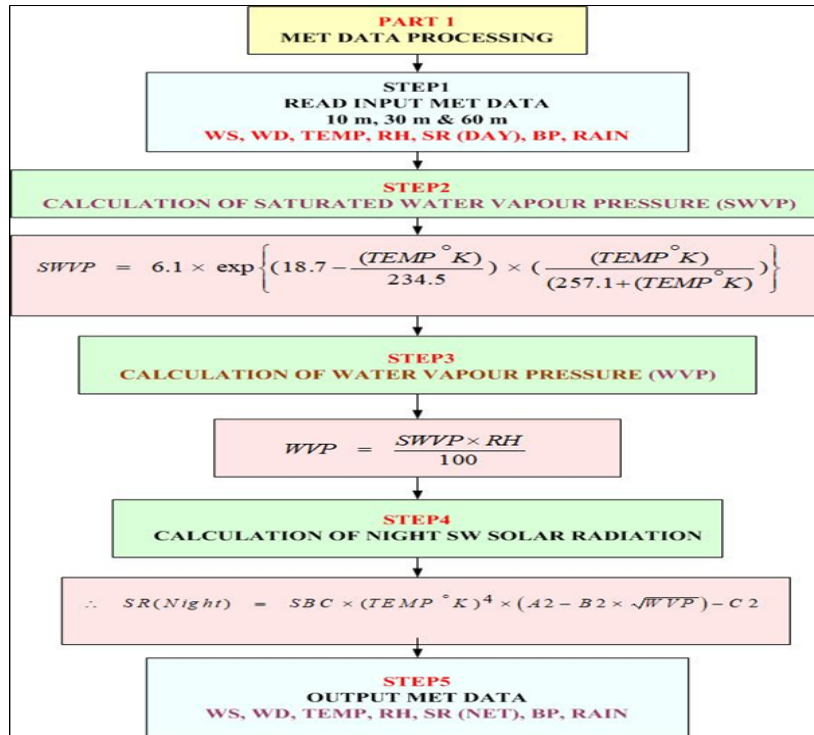 PART 1
MET DATA PROCESSING
STEP1
READ INPUT MET DATA
10 m, 30 m & 60 m
WS, WD, TEMP, RH, SR (DAY), BP, RAIN
STEP2
CALCULATION OF SATURATED WATER VAPOUR PRESSURE (SWVP)
SWVP = 6.1 × exp{(18.7 − (TEMP °K)/234.5) × ((TEMP °K)/(257.1+(TEMP°K))}
STEP3
CALCULATION OF WATER VAPOUR PRESSURE (WVP)
WVP = SWVP × RH / 100
STEP4
CALCULATION OF NIGHT SW SOLAR RADIATION
∴ SR(Night) = SBC × (TEMP °K)⁴ × (A2 − B2 × √WVP) − C2
STEP5
OUTPUT MET DATA
WS, WD, TEMP, RH, SR (NET), BP, RAIN